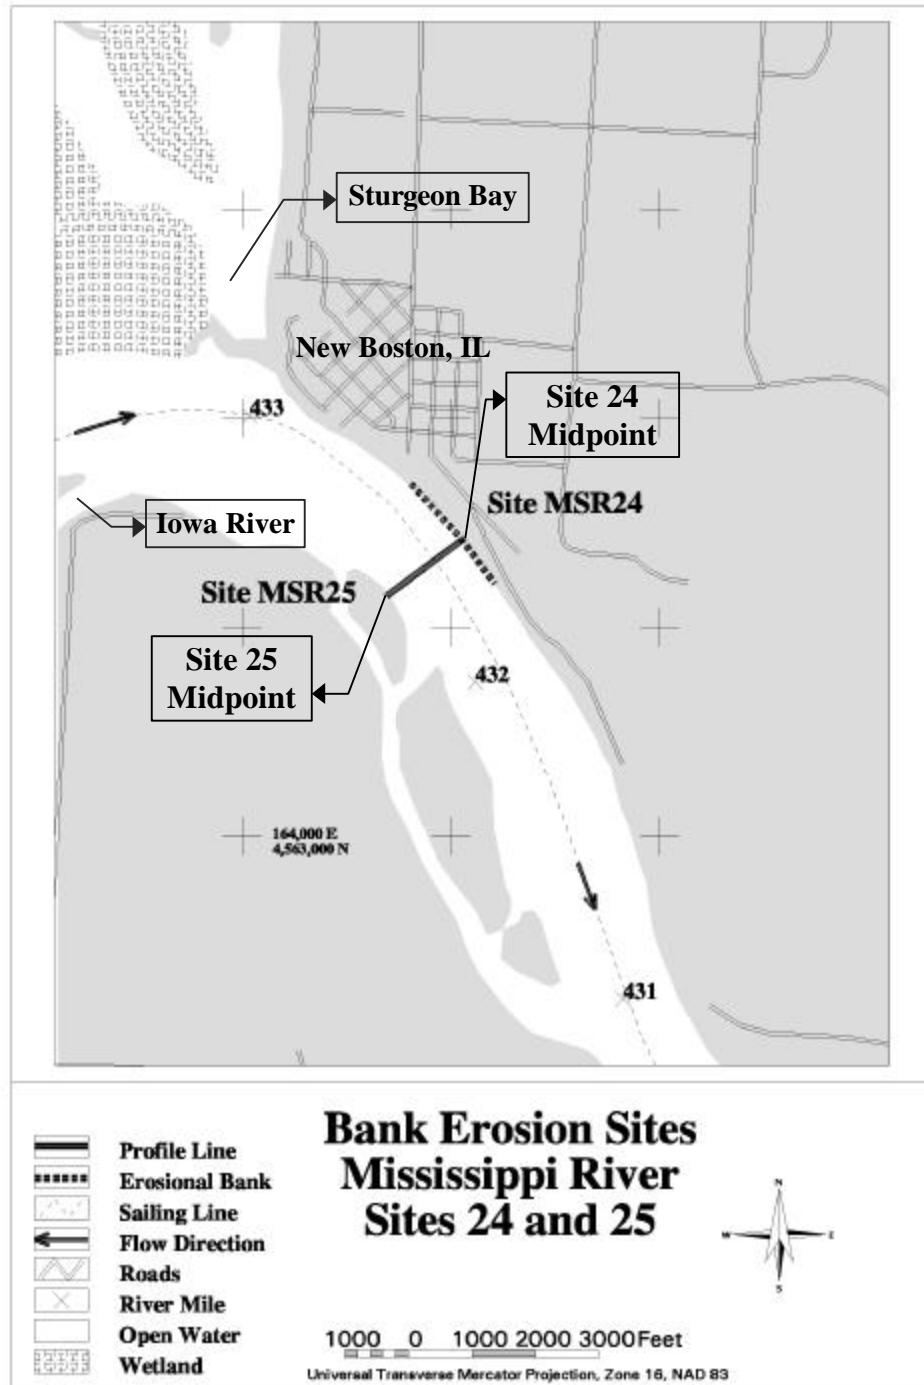 Sturgeon Bay
New Boston, IL
Site 24
Midpoint
433
Site MSR24
Iowa River
Site MSR25
Site 25
Midpoint
432
164,000 E
4,563,000 N
431
Profile Line
Erosional Bank
Sailing Line
Flow Direction
Roads
River Mile
Open Water
Wetland
Bank Erosion Sites
Mississippi River
Sites 24 and 25
N
W
E
S
1000 0 1000 2000 3000 Feet
Universal Transverse Mercator Projection, Zone 16, NAD 83